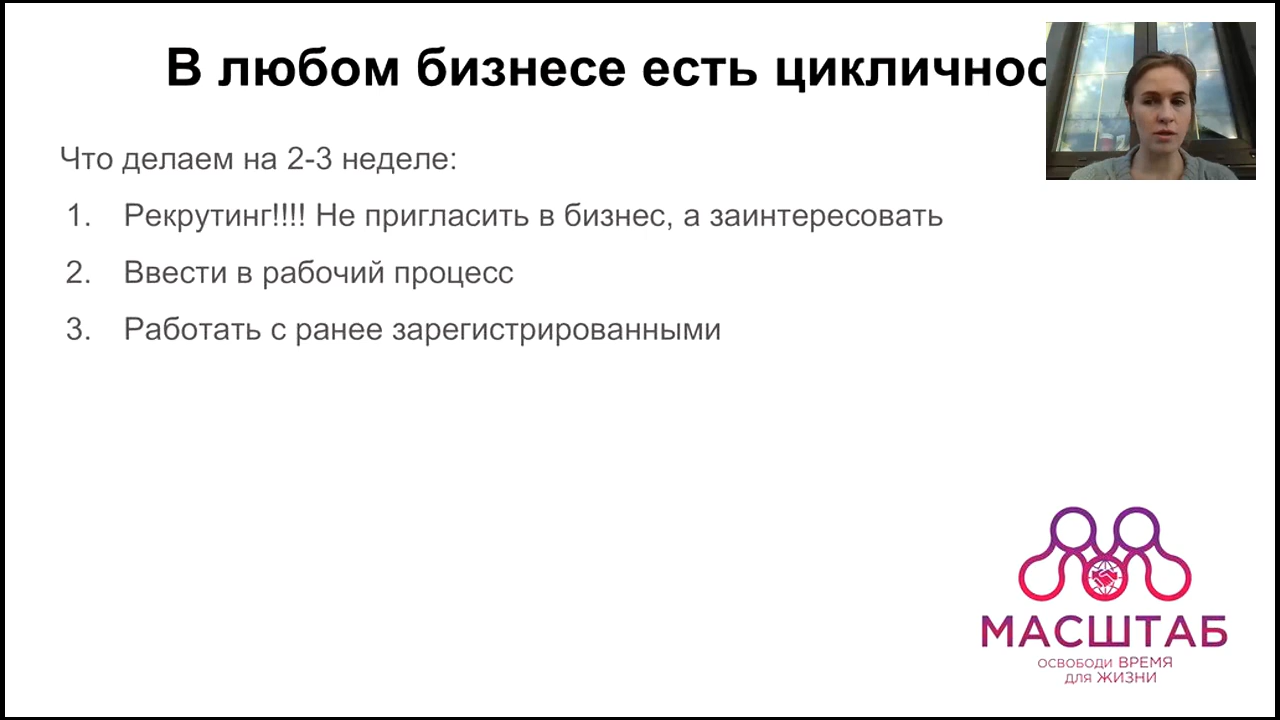 В любом бизнесе есть цикличнос
Что делаем на 2-3 неделе:
1. Рекрутинг!!!! Не пригласить в бизнес, а заинтересовать
2. Ввести в рабочий процесс
3. Работать с ранее зарегистрированными
МАСШТАБ
ОСВОБОДИ ВРЕМЯ
ДЛЯ ЖИЗНИ